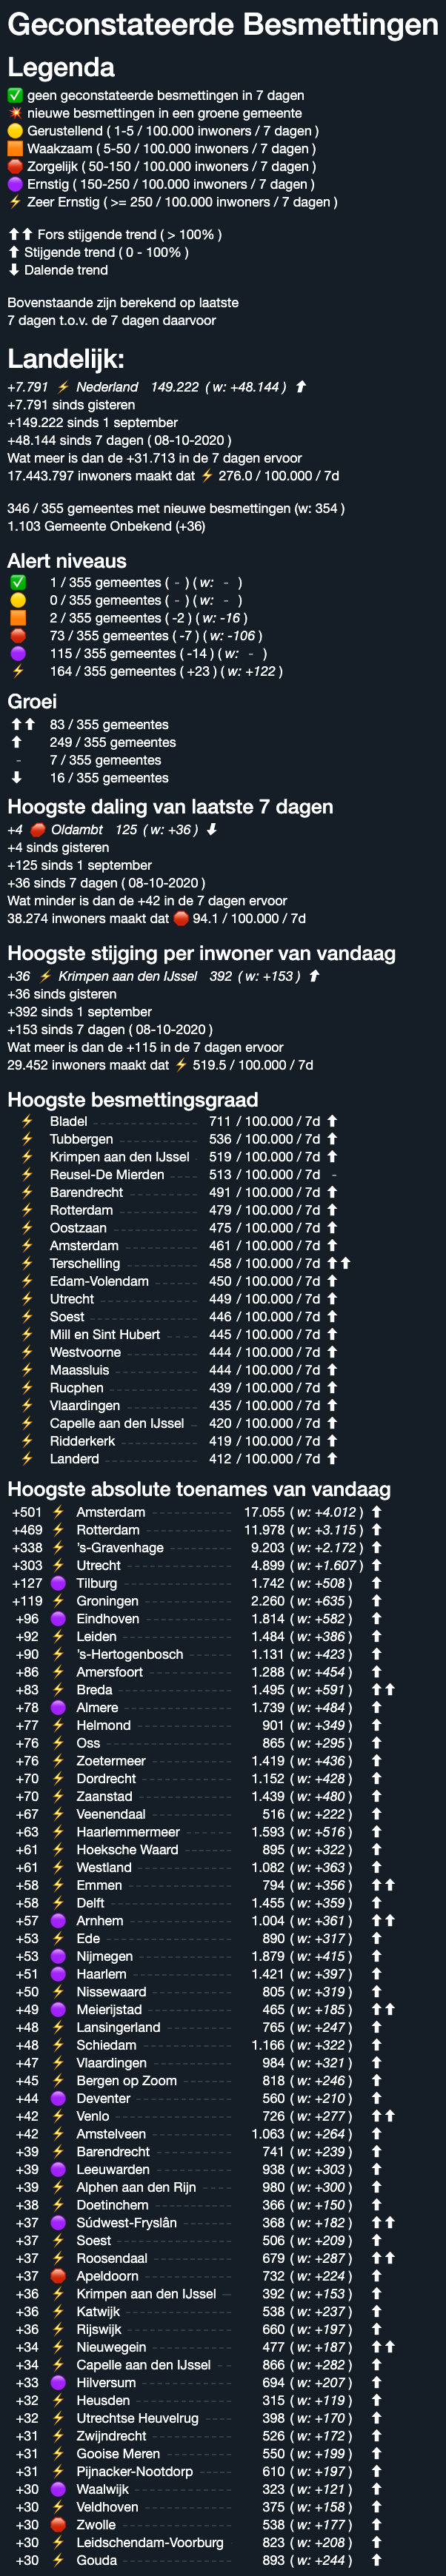 Geconstateerde Besmettingen
Legenda
✅ geen geconstateerde besmettingen in 7 dagen
💥 nieuwe besmettingen in een groene gemeente
🟡 Gerustellend ( 1-5 / 100.000 inwoners / 7 dagen )
🟧 Waakzaam ( 5-50 / 100.000 inwoners / 7 dagen )
🛑 Zorgelijk ( 50-150 / 100.000 inwoners / 7 dagen )
🟣 Ernstig ( 150-250 / 100.000 inwoners / 7 dagen )
⚡ Zeer Ernstig ( >= 250 / 100.000 inwoners / 7 dagen )
⬆⬆ Fors stijgende trend ( > 100% )
⬆ Stijgende trend ( 0 - 100% )
⬇ Dalende trend
Bovenstaande zijn berekend op laatste
7 dagen t.o.v. de 7 dagen daarvoor
Landelijk:
+7.791 ⚡ Nederland 149.222 ( w: +48.144 ) ⬆
+7.791 sinds gisteren
+149.222 sinds 1 september
+48.144 sinds 7 dagen ( 08-10-2020 )
Wat meer is dan de +31.713 in de 7 dagen ervoor
17.443.797 inwoners maakt dat ⚡ 276.0 / 100.000 / 7d
346 / 355 gemeentes met nieuwe besmettingen (w: 354 )
1.103 Gemeente Onbekend (+36)
Alert niveaus
✅ 1 / 355 gemeentes ( - ) ( w: - )
🟡 0 / 355 gemeentes ( - ) ( w: - )
🟧 2 / 355 gemeentes ( -2 ) ( w: -16 )
🛑 73 / 355 gemeentes ( -7 ) ( w: -106 )
🟣 115 / 355 gemeentes ( -14 ) ( w: - )
⚡ 164 / 355 gemeentes ( +23 ) ( w: +122 )
Groei
⬆⬆ 83 / 355 gemeentes
⬆ 249 / 355 gemeentes
- 7 / 355 gemeentes
⬇ 16 / 355 gemeentes
Hoogste daling van laatste 7 dagen
+4 🛑 Oldambt 125 ( w: +36 ) ⬇
+4 sinds gisteren
+125 sinds 1 september
+36 sinds 7 dagen ( 08-10-2020 )
Wat minder is dan de +42 in de 7 dagen ervoor
38.274 inwoners maakt dat 🛑 94.1 / 100.000 / 7d
Hoogste stijging per inwoner van vandaag
+36 ⚡ Krimpen aan den IJssel 392 ( w: +153 ) ⬆
+36 sinds gisteren
+392 sinds 1 september
+153 sinds 7 dagen ( 08-10-2020 )
Wat meer is dan de +115 in de 7 dagen ervoor
29.452 inwoners maakt dat ⚡ 519.5 / 100.000 / 7d
Hoogste besmettingsgraad
⚡ Bladel 711 / 100.000 / 7d ⬆
⚡ Tubbergen 536 / 100.000 / 7d ⬆
⚡ Krimpen aan den IJssel 519 / 100.000 / 7d ⬆
⚡ Reusel-De Mierden 513 / 100.000 / 7d -
⚡ Barendrecht 491 / 100.000 / 7d ⬆
⚡ Rotterdam 479 / 100.000 / 7d ⬆
⚡ Oostzaan 475 / 100.000 / 7d ⬆
⚡ Amsterdam 461 / 100.000 / 7d ⬆
⚡ Terschelling 458 / 100.000 / 7d ⬆⬆
⚡ Edam-Volendam 450 / 100.000 / 7d ⬆
⚡ Utrecht 449 / 100.000 / 7d ⬆
⚡ Soest 446 / 100.000 / 7d ⬆
⚡ Mill en Sint Hubert 445 / 100.000 / 7d ⬆
⚡ Westvoorne 444 / 100.000 / 7d ⬆
⚡ Maassluis 444 / 100.000 / 7d ⬆
⚡ Rucphen 439 / 100.000 / 7d ⬆
⚡ Vlaardingen 435 / 100.000 / 7d ⬆
⚡ Capelle aan den IJssel 420 / 100.000 / 7d ⬆
⚡ Ridderkerk 419 / 100.000 / 7d ⬆
⚡ Landerd 412 / 100.000 / 7d ⬆
Hoogste absolute toenames van vandaag
+501 ⚡ Amsterdam 17.055 ( w: +4.012 ) ⬆
+469 ⚡ Rotterdam 11.978 ( w: +3.115 ) ⬆
+338 ⚡ 's-Gravenhage 9.203 ( w: +2.172 ) ⬆
+303 ⚡ Utrecht 4.899 ( w: +1.607 ) ⬆
+127 🟣 Tilburg 1.742 ( w: +508 ) ⬆
+119 ⚡ Groningen 2.260 ( w: +635 ) ⬆
+96 🟣 Eindhoven 1.814 ( w: +582 ) ⬆
+92 ⚡ Leiden 1.484 ( w: +386 ) ⬆
+90 ⚡ 's-Hertogenbosch 1.131 ( w: +423 ) ⬆
+86 ⚡ Amersfoort 1.288 ( w: +454 ) ⬆
+83 ⚡ Breda 1.495 ( w: +591 ) ⬆⬆
+78 🟣 Almere 1.739 ( w: +484 ) ⬆
+77 ⚡ Helmond 901 ( w: +349 ) ⬆
+76 ⚡ Oss 865 ( w: +295 ) ⬆
+76 ⚡ Zoetermeer 1.419 ( w: +436 ) ⬆
+70 ⚡ Dordrecht 1.152 ( w: +428 ) ⬆
+70 ⚡ Zaanstad 1.439 ( w: +480 ) ⬆
+67 ⚡ Veenendaal 516 ( w: +222 ) ⬆
+63 ⚡ Haarlemmermeer 1.593 ( w: +516 ) ⬆
+61 ⚡ Hoeksche Waard 895 ( w: +322 ) ⬆
+61 ⚡ Westland 1.082 ( w: +363 ) ⬆
+58 ⚡ Emmen 794 ( w: +356 ) ⬆⬆
+58 ⚡ Delft 1.455 ( w: +359 ) ⬆
+57 🟣 Arnhem 1.004 ( w: +361 ) ⬆⬆
+53 ⚡ Ede 890 ( w: +317 ) ⬆
+53 🟣 Nijmegen 1.879 ( w: +415 ) ⬆
+51 🟣 Haarlem 1.421 ( w: +397 ) ⬆
+50 ⚡ Nissewaard 805 ( w: +319 ) ⬆
+49 🟣 Meierijstad 465 ( w: +185 ) ⬆⬆
+48 ⚡ Lansingerland 765 ( w: +247 ) ⬆
+48 ⚡ Schiedam 1.166 ( w: +322 ) ⬆
+47 ⚡ Vlaardingen 984 ( w: +321 ) ⬆
+45 ⚡ Bergen op Zoom 818 ( w: +246 ) ⬆
+44 🟣 Deventer 560 ( w: +210 ) ⬆
+42 ⚡ Venlo 726 ( w: +277 ) ⬆⬆
+42 ⚡ Amstelveen 1.063 ( w: +264 ) ⬆
+39 ⚡ Barendrecht 741 ( w: +239 ) ⬆
+39 🟣 Leeuwarden 938 ( w: +303 ) ⬆
+39 ⚡ Alphen aan den Rijn 980 ( w: +300 ) ⬆
+38 ⚡ Doetinchem 366 ( w: +150 ) ⬆
+37 🟣 Súdwest-Fryslân 368 ( w: +182 ) ⬆⬆
+37 ⚡ Soest 506 ( w: +209 ) ⬆
+37 ⚡ Roosendaal 679 ( w: +287 ) ⬆⬆
+37 🛑 Apeldoorn 732 ( w: +224 ) ⬆
+36 ⚡ Krimpen aan den IJssel 392 ( w: +153 ) ⬆
+36 ⚡ Katwijk 538 ( w: +237 ) ⬆
+36 ⚡ Rijswijk 660 ( w: +197 ) ⬆
+34 ⚡ Nieuwegein 477 ( w: +187 ) ⬆⬆
+34 ⚡ Capelle aan den IJssel 866 ( w: +282 ) ⬆
+33 🟣 Hilversum 694 ( w: +207 ) ⬆
+32 ⚡ Heusden 315 ( w: +119 ) ⬆
+32 ⚡ Utrechtse Heuvelrug 398 ( w: +170 ) ⬆
+31 ⚡ Zwijndrecht 526 ( w: +172 ) ⬆
+31 ⚡ Gooise Meren 550 ( w: +199 ) ⬆
+31 ⚡ Pijnacker-Nootdorp 610 ( w: +197 ) ⬆
+30 🟣 Waalwijk 323 ( w: +121 ) ⬆
+30 ⚡ Veldhoven 375 ( w: +158 ) ⬆
+30 🛑 Zwolle 538 ( w: +177 ) ⬆
+30 ⚡ Leidschendam-Voorburg 823 ( w: +208 ) ⬆
+30 ⚡ Gouda 893 ( w: +244 ) ⬆